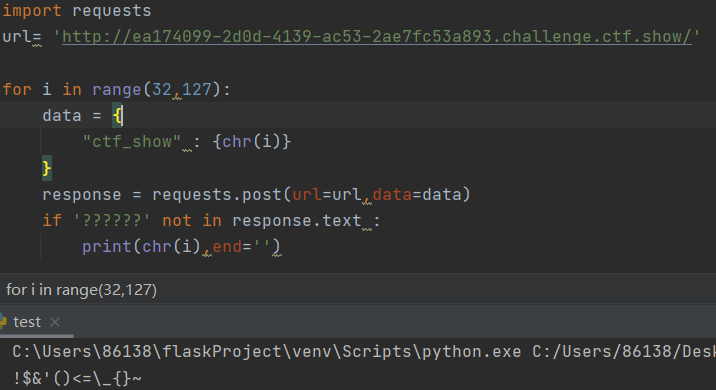 import requests
url= 'http://ea174099-2d0d-4139-ac53-2ae7fc53a893.challenge.ctf.show/'
for i in range(32,127):
data = {
"ctf_show" : {chr(i)}
}
response = requests.post(url=url,data=data)
if '??????' not in response.text :
print(chr(i),end='')
for i in range(32,127)
test
C:\Users\86138\flaskProject\venv\Scripts\python.exe C:/Users/86138/Desk
!$&'()<=\_{}~